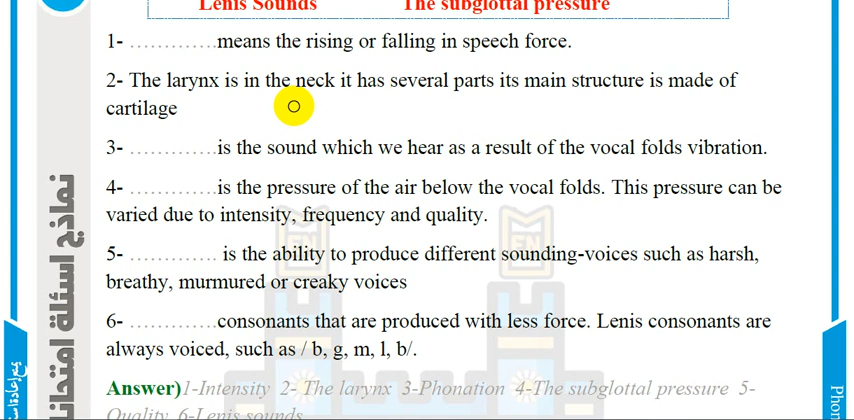 Lenis Sounds The subglottal pressure
1- .............means the rising or falling in speech force.
2- The larynx is in the neck it has several parts its main structure is made of
cartilage
3- .............is the sound which we hear as a result of the vocal folds vibration.
4- .............is the pressure of the air below the vocal folds. This pressure can be
varied due to intensity, frequency and quality.
5- ............. is the ability to produce different sounding-voices such as harsh,
breathy, murmured or creaky voices
6- .............consonants that are produced with less force. Lenis consonants are
always voiced, such as / b, g, m, l, b/.
Answer)1-Intensity 2- The larynx 3-Phonation 4-The subglottal pressure 5-
Quality 6-Lenis sounds
نماذج اسئلة امتحان
Phon
EN
EN